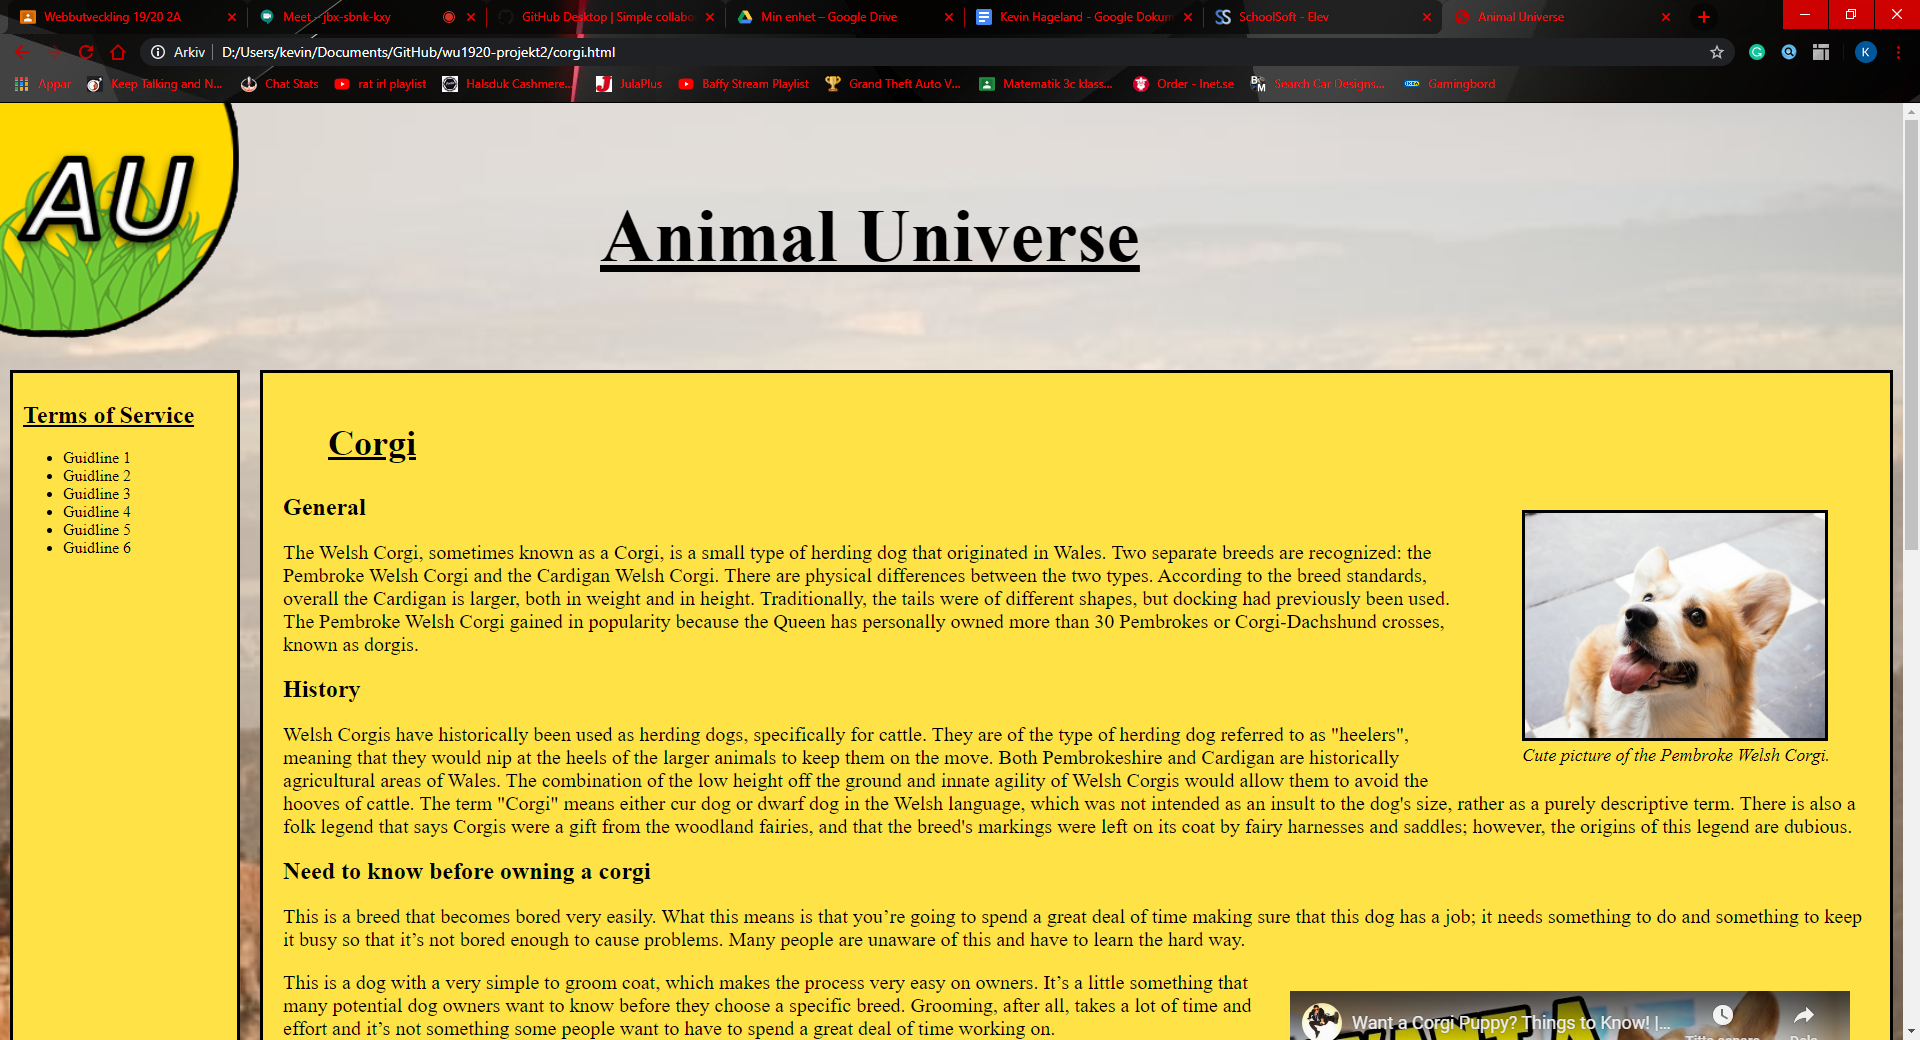 Webbutveckling 19/20 2A
Meet – jbx-sbnk-kxy
GitHub Desktop | Simple collabo
Min enhet – Google Drive
Kevin Hageland - Google Dokum
SchoolSoft - Elev
Animal Universe
Arkiv
D:/Users/kevin/Documents/GitHub/wu1920-projekt2/corgi.html
K
Appar
Keep Talking and N...
Chat Stats
rat irl playlist
Halsduk Cashmere...
JulaPlus
Baffy Stream Playlist
Grand Theft Auto V...
Matematik 3c klass...
Order - Inet.se
Search Car Designs...
Gamingbord
AU
Animal Universe
Terms of Service
Guidline 1
Guidline 2
Guidline 3
Guidline 4
Guidline 5
Guidline 6
Corgi
General
The Welsh Corgi, sometimes known as a Corgi, is a small type of herding dog that originated in Wales. Two separate breeds are recognized: the
Pembroke Welsh Corgi and the Cardigan Welsh Corgi. There are physical differences between the two types. According to the breed standards,
overall the Cardigan is larger, both in weight and in height. Traditionally, the tails were of different shapes, but docking had previously been used.
The Pembroke Welsh Corgi gained in popularity because the Queen has personally owned more than 30 Pembrokes or Corgi-Dachshund crosses,
known as dorgis.
Cute picture of the Pembroke Welsh Corgi.
History
Welsh Corgis have historically been used as herding dogs, specifically for cattle. They are of the type of herding dog referred to as "heelers",
meaning that they would nip at the heels of the larger animals to keep them on the move. Both Pembrokeshire and Cardigan are historically
agricultural areas of Wales. The combination of the low height off the ground and innate agility of Welsh Corgis would allow them to avoid the
hooves of cattle. The term "Corgi" means either cur dog or dwarf dog in the Welsh language, which was not intended as an insult to the dog's size, rather as a purely descriptive term. There is also a
folk legend that says Corgis were a gift from the woodland fairies, and that the breed's markings were left on its coat by fairy harnesses and saddles; however, the origins of this legend are dubious.
Need to know before owning a corgi
This is a breed that becomes bored very easily. What this means is that you’re going to spend a great deal of time making sure that this dog has a job; it needs something to do and something to keep
it busy so that it’s not bored enough to cause problems. Many people are unaware of this and have to learn the hard way.
This is a dog with a very simple to groom coat, which makes the process very easy on owners. It’s a little something that
many potential dog owners want to know before they choose a specific breed. Grooming, after all, takes a lot of time and
effort and it’s not something some people want to have to spend a great deal of time working on.
Want a Corgi Puppy? Things to Know! |...